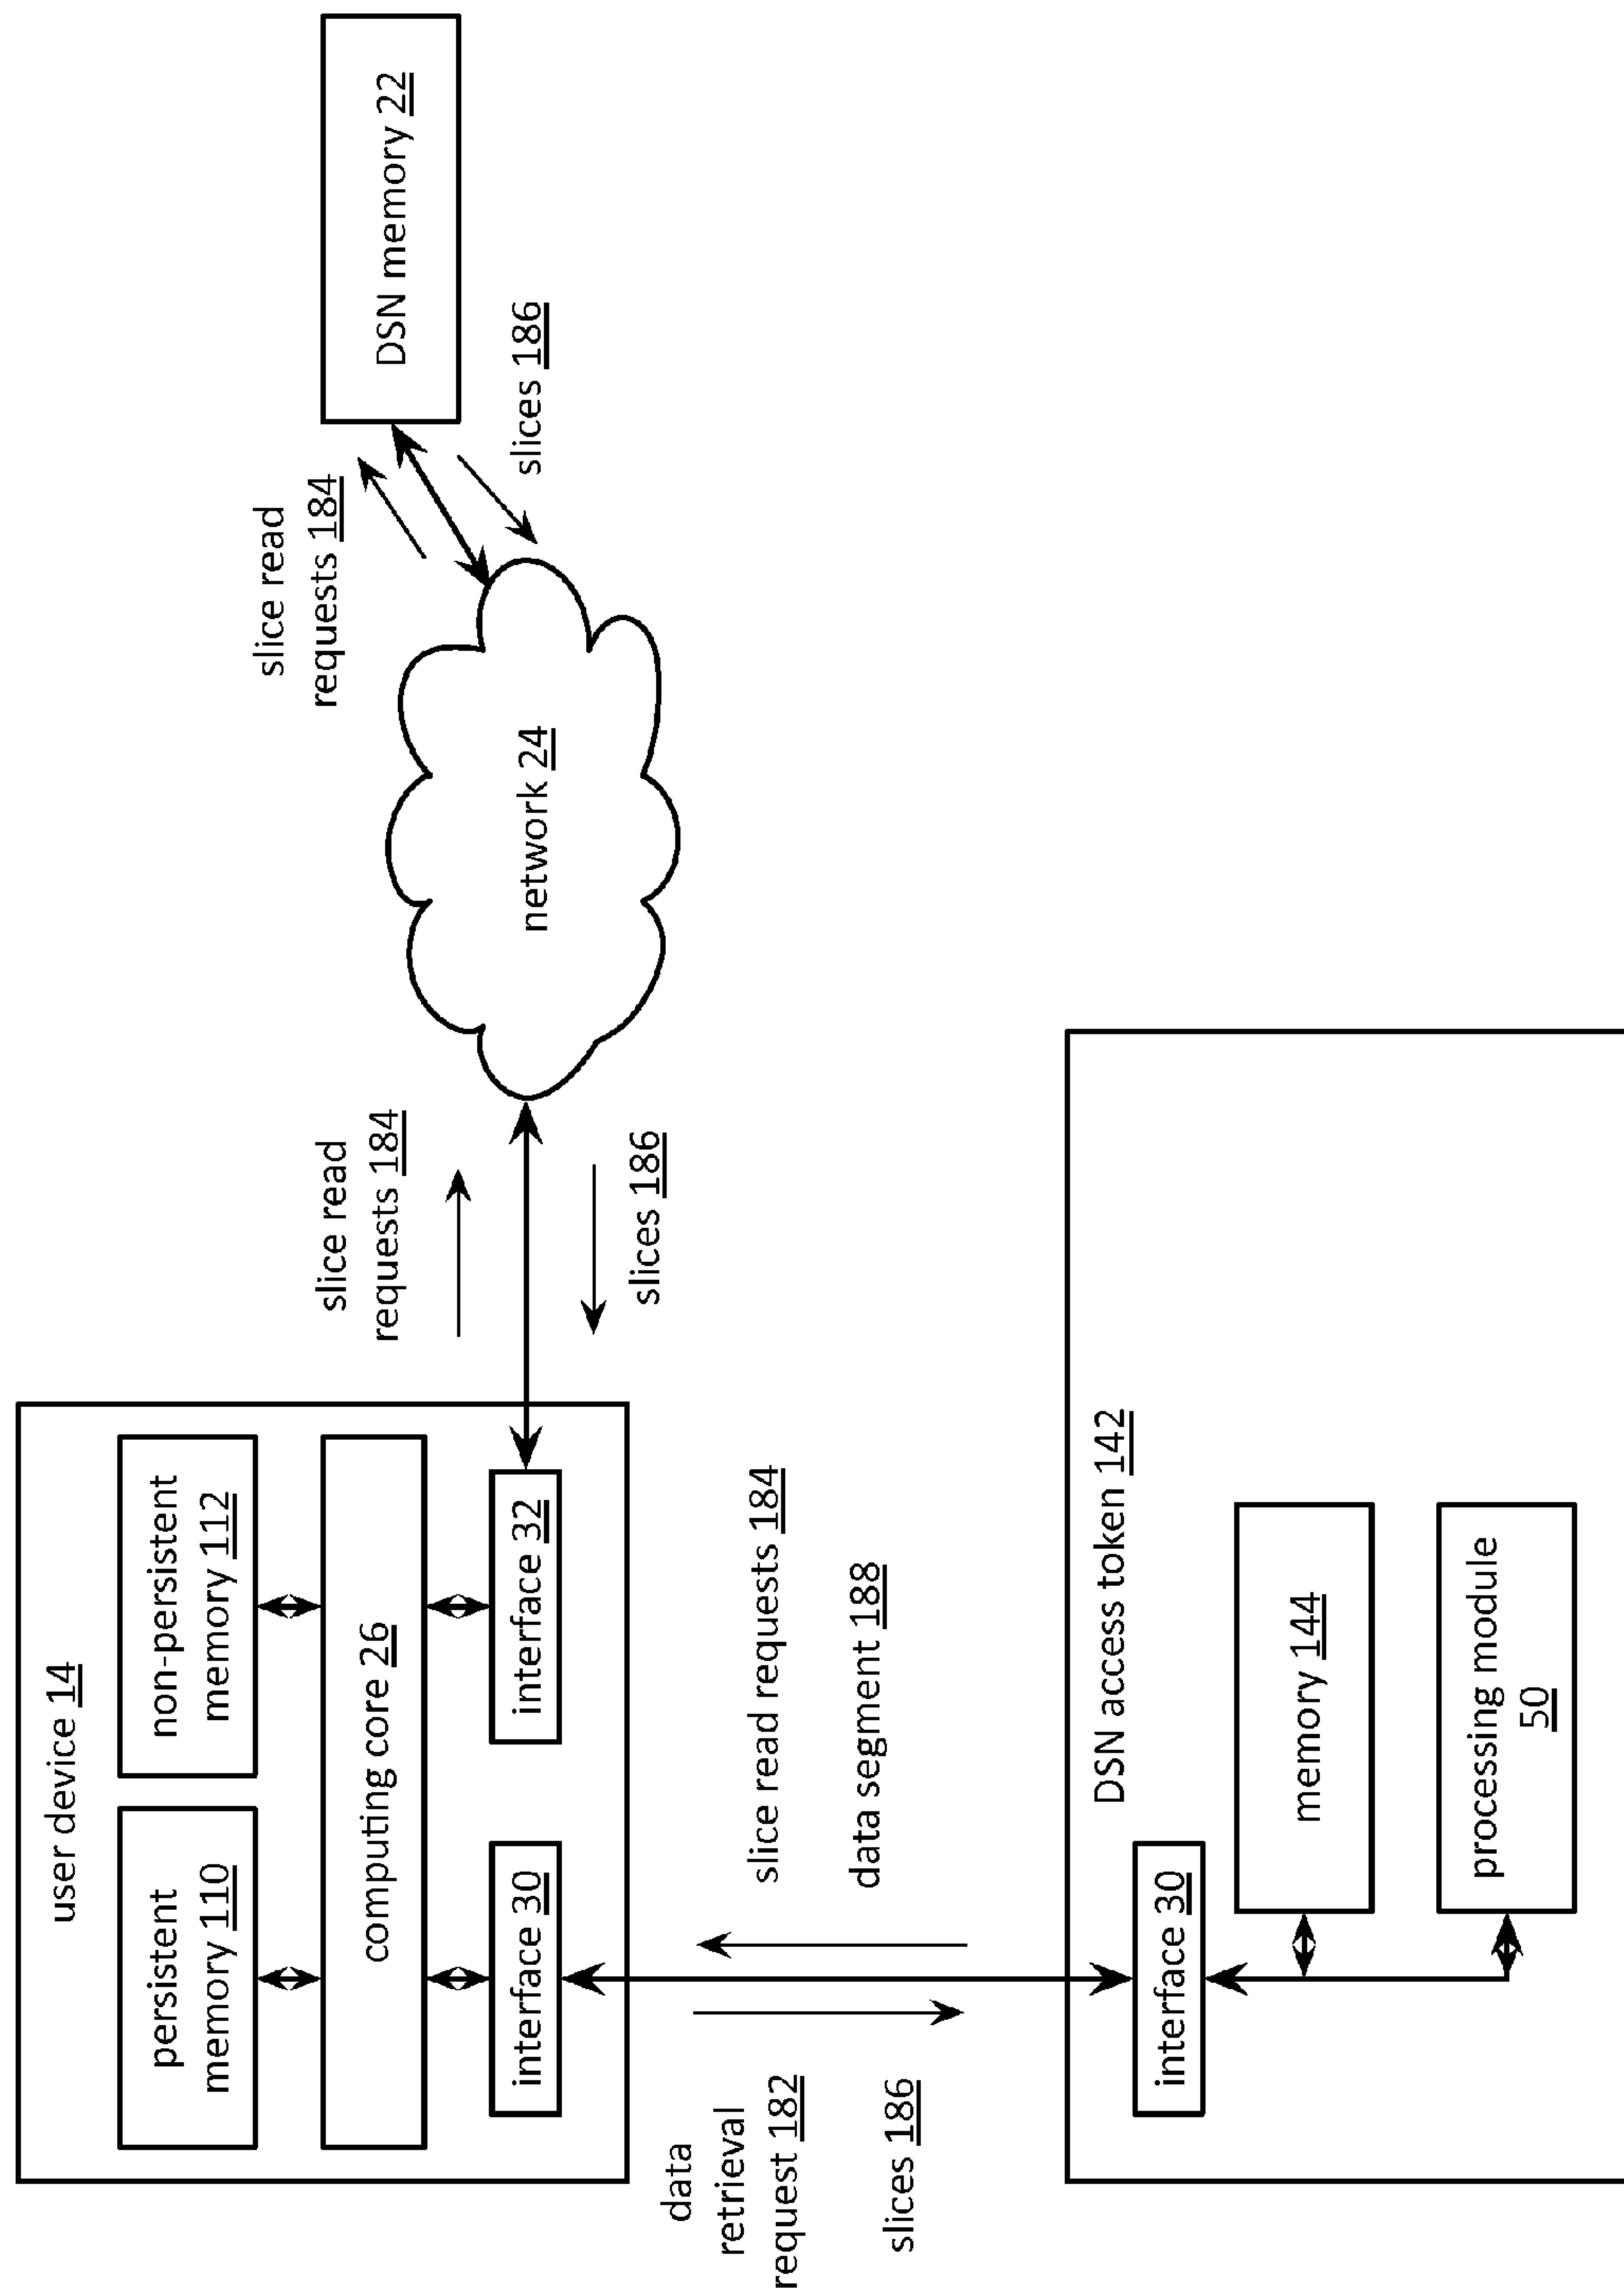 user device 14
persistent
memory 110
non-persistent
memory 112
computing core 26
interface 30
interface 32
slice read
requests 184
slices 186
network 24
slice read
requests 184
slices 186
DSN memory 22
data
retrieval
request 182
slices 186
slice read requests 184
data segment 188
DSN access token 142
interface 30
memory 144
processing module
50